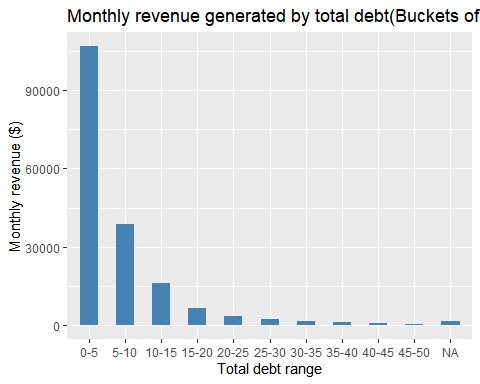 Monthly revenue generated by total debt(Buckets of
Monthly revenue ($)
90000
60000
30000
0
0-5 5-10 10-15 15-20 20-25 25-30 30-35 35-40 40-45 45-50 NA
Total debt range